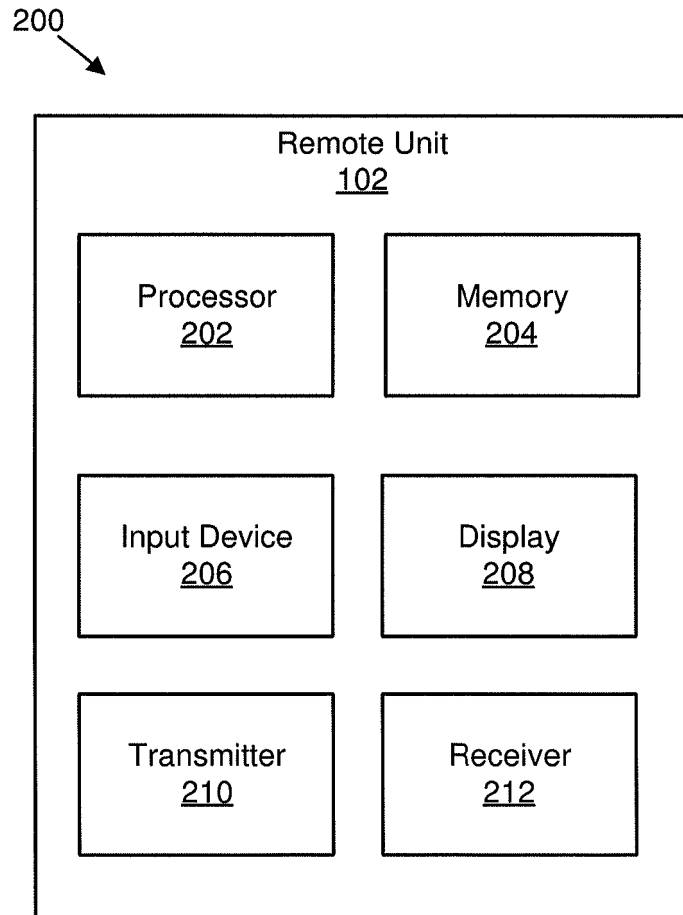 200
Remote Unit
102
Processor
202
Memory
204
Input Device
206
Display
208
Transmitter
210
Receiver
212